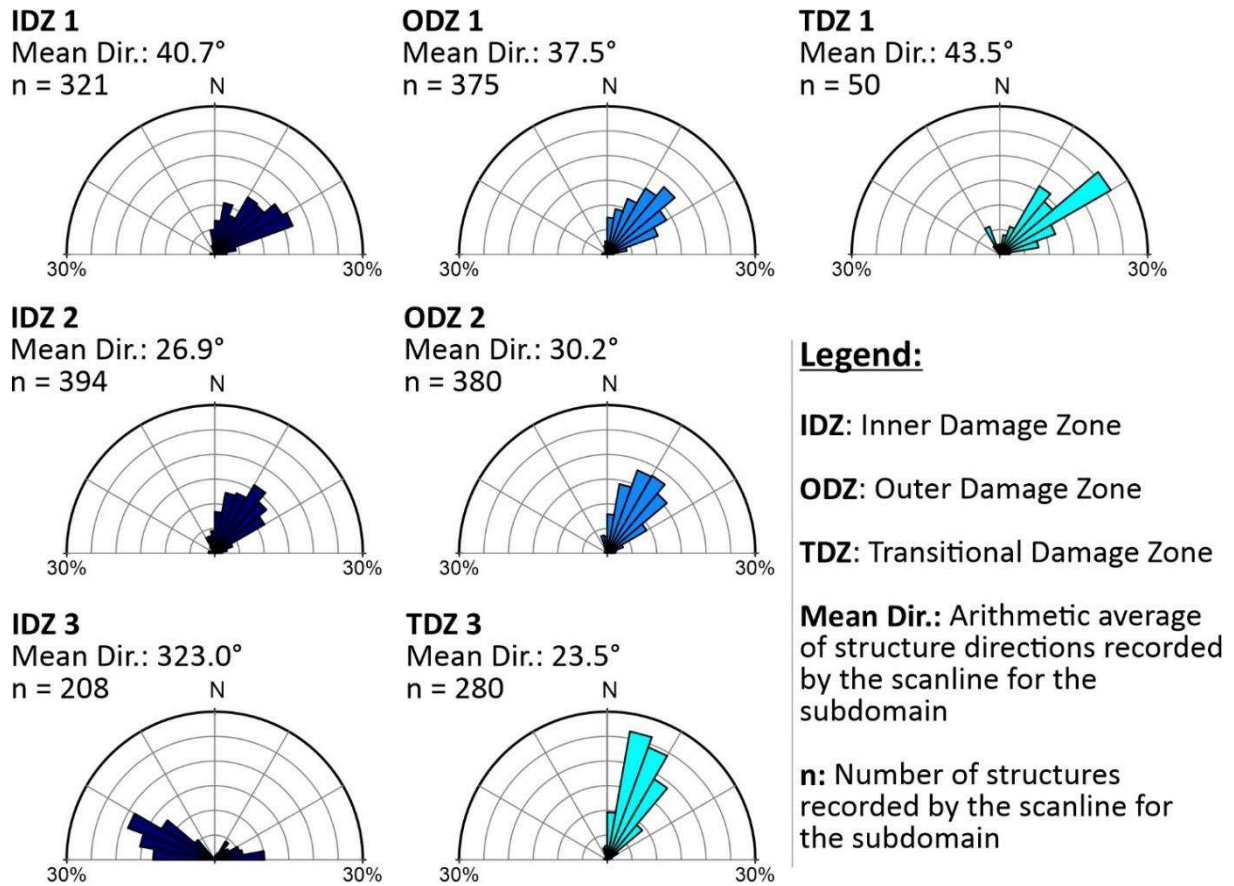 IDZ 1
Mean Dir.: 40.7°
n = 321
N
30%
30%
ODZ 1
Mean Dir.: 37.5°
n = 375
N
30%
30%
TDZ 1
Mean Dir.: 43.5°
n = 50
N
30%
30%
IDZ 2
Mean Dir.: 26.9°
n = 394
N
30%
30%
ODZ 2
Mean Dir.: 30.2°
n = 380
N
30%
30%
IDZ 3
Mean Dir.: 323.0°
n = 208
N
30%
30%
TDZ 3
Mean Dir.: 23.5°
n = 280
N
30%
30%
Legend:
IDZ: Inner Damage Zone
ODZ: Outer Damage Zone
TDZ: Transitional Damage Zone
Mean Dir.: Arithmetic average
of structure directions recorded
by the scanline for the
subdomain
n: Number of structures
recorded by the scanline for
the subdomain